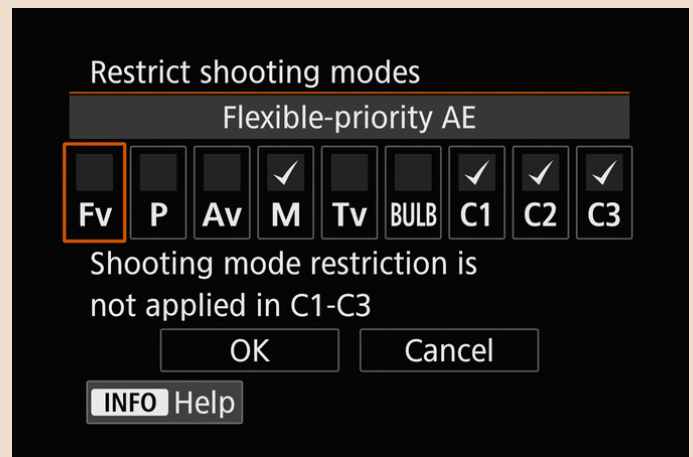 Restrict shooting modes
Flexible-priority AE
Fv P Av M Tv BULB C1 C2 C3
Shooting mode restriction is
not applied in C1-C3
OK Cancel
INFO Help